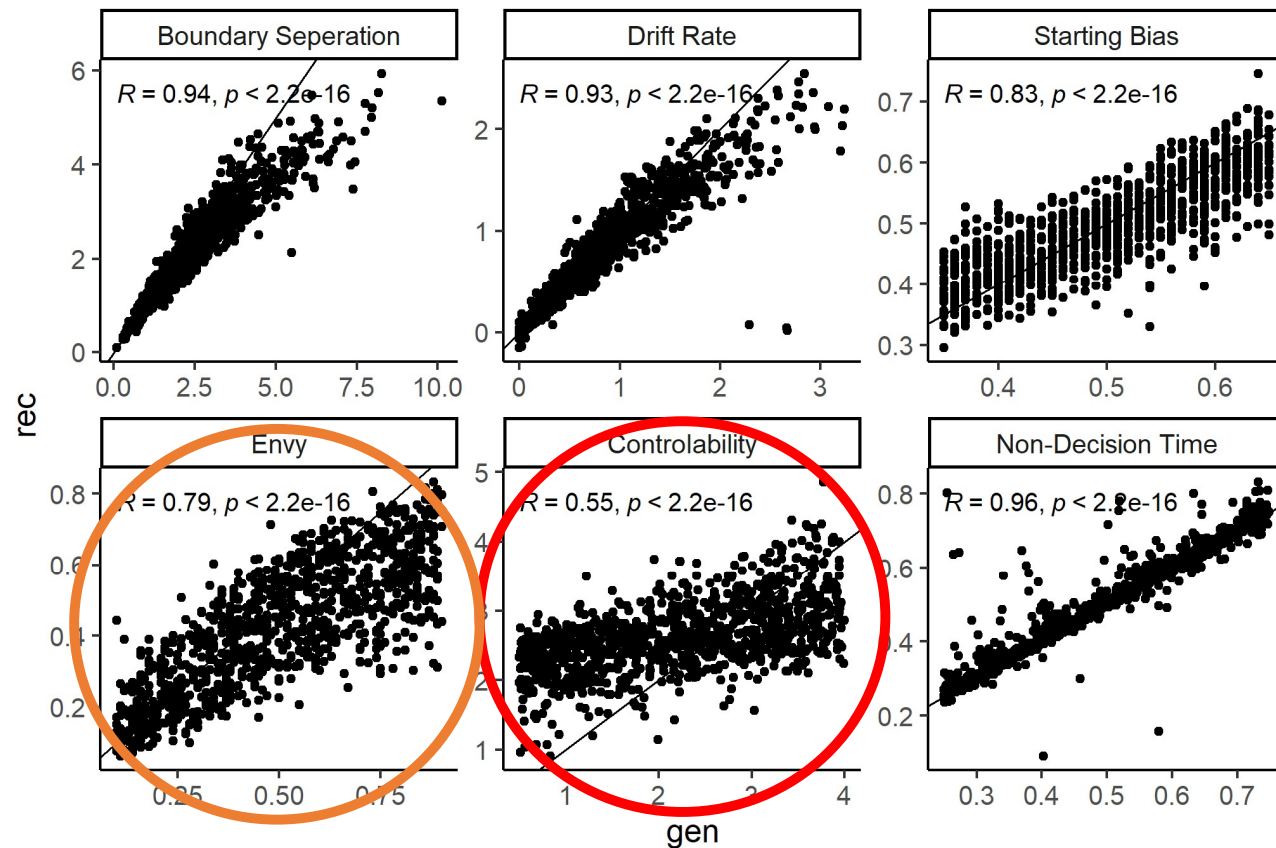 Boundary Seperation
R = 0.94, p < 2.2e-16
6
4
2
0
0.0 2.5 5.0 7.5 10.0
Drift Rate
R = 0.93, p < 2.2e-16
2
1
0
0 1 2 3
Starting Bias
R = 0.83, p < 2.2e-16
0.7
0.6
0.5
0.4
0.3
0.4 0.5 0.6
rec
Envy
R = 0.79, p < 2.2e-16
0.8
0.6
0.4
0.2
0.25 0.50 0.75
Controlability
R = 0.55, p < 2.2e-16
5
4
3
2
1
1 2 3 4
Non-Decision Time
R = 0.96, p < 2.2e-16
0.8
0.6
0.4
0.2
0.3 0.4 0.5 0.6 0.7
gen